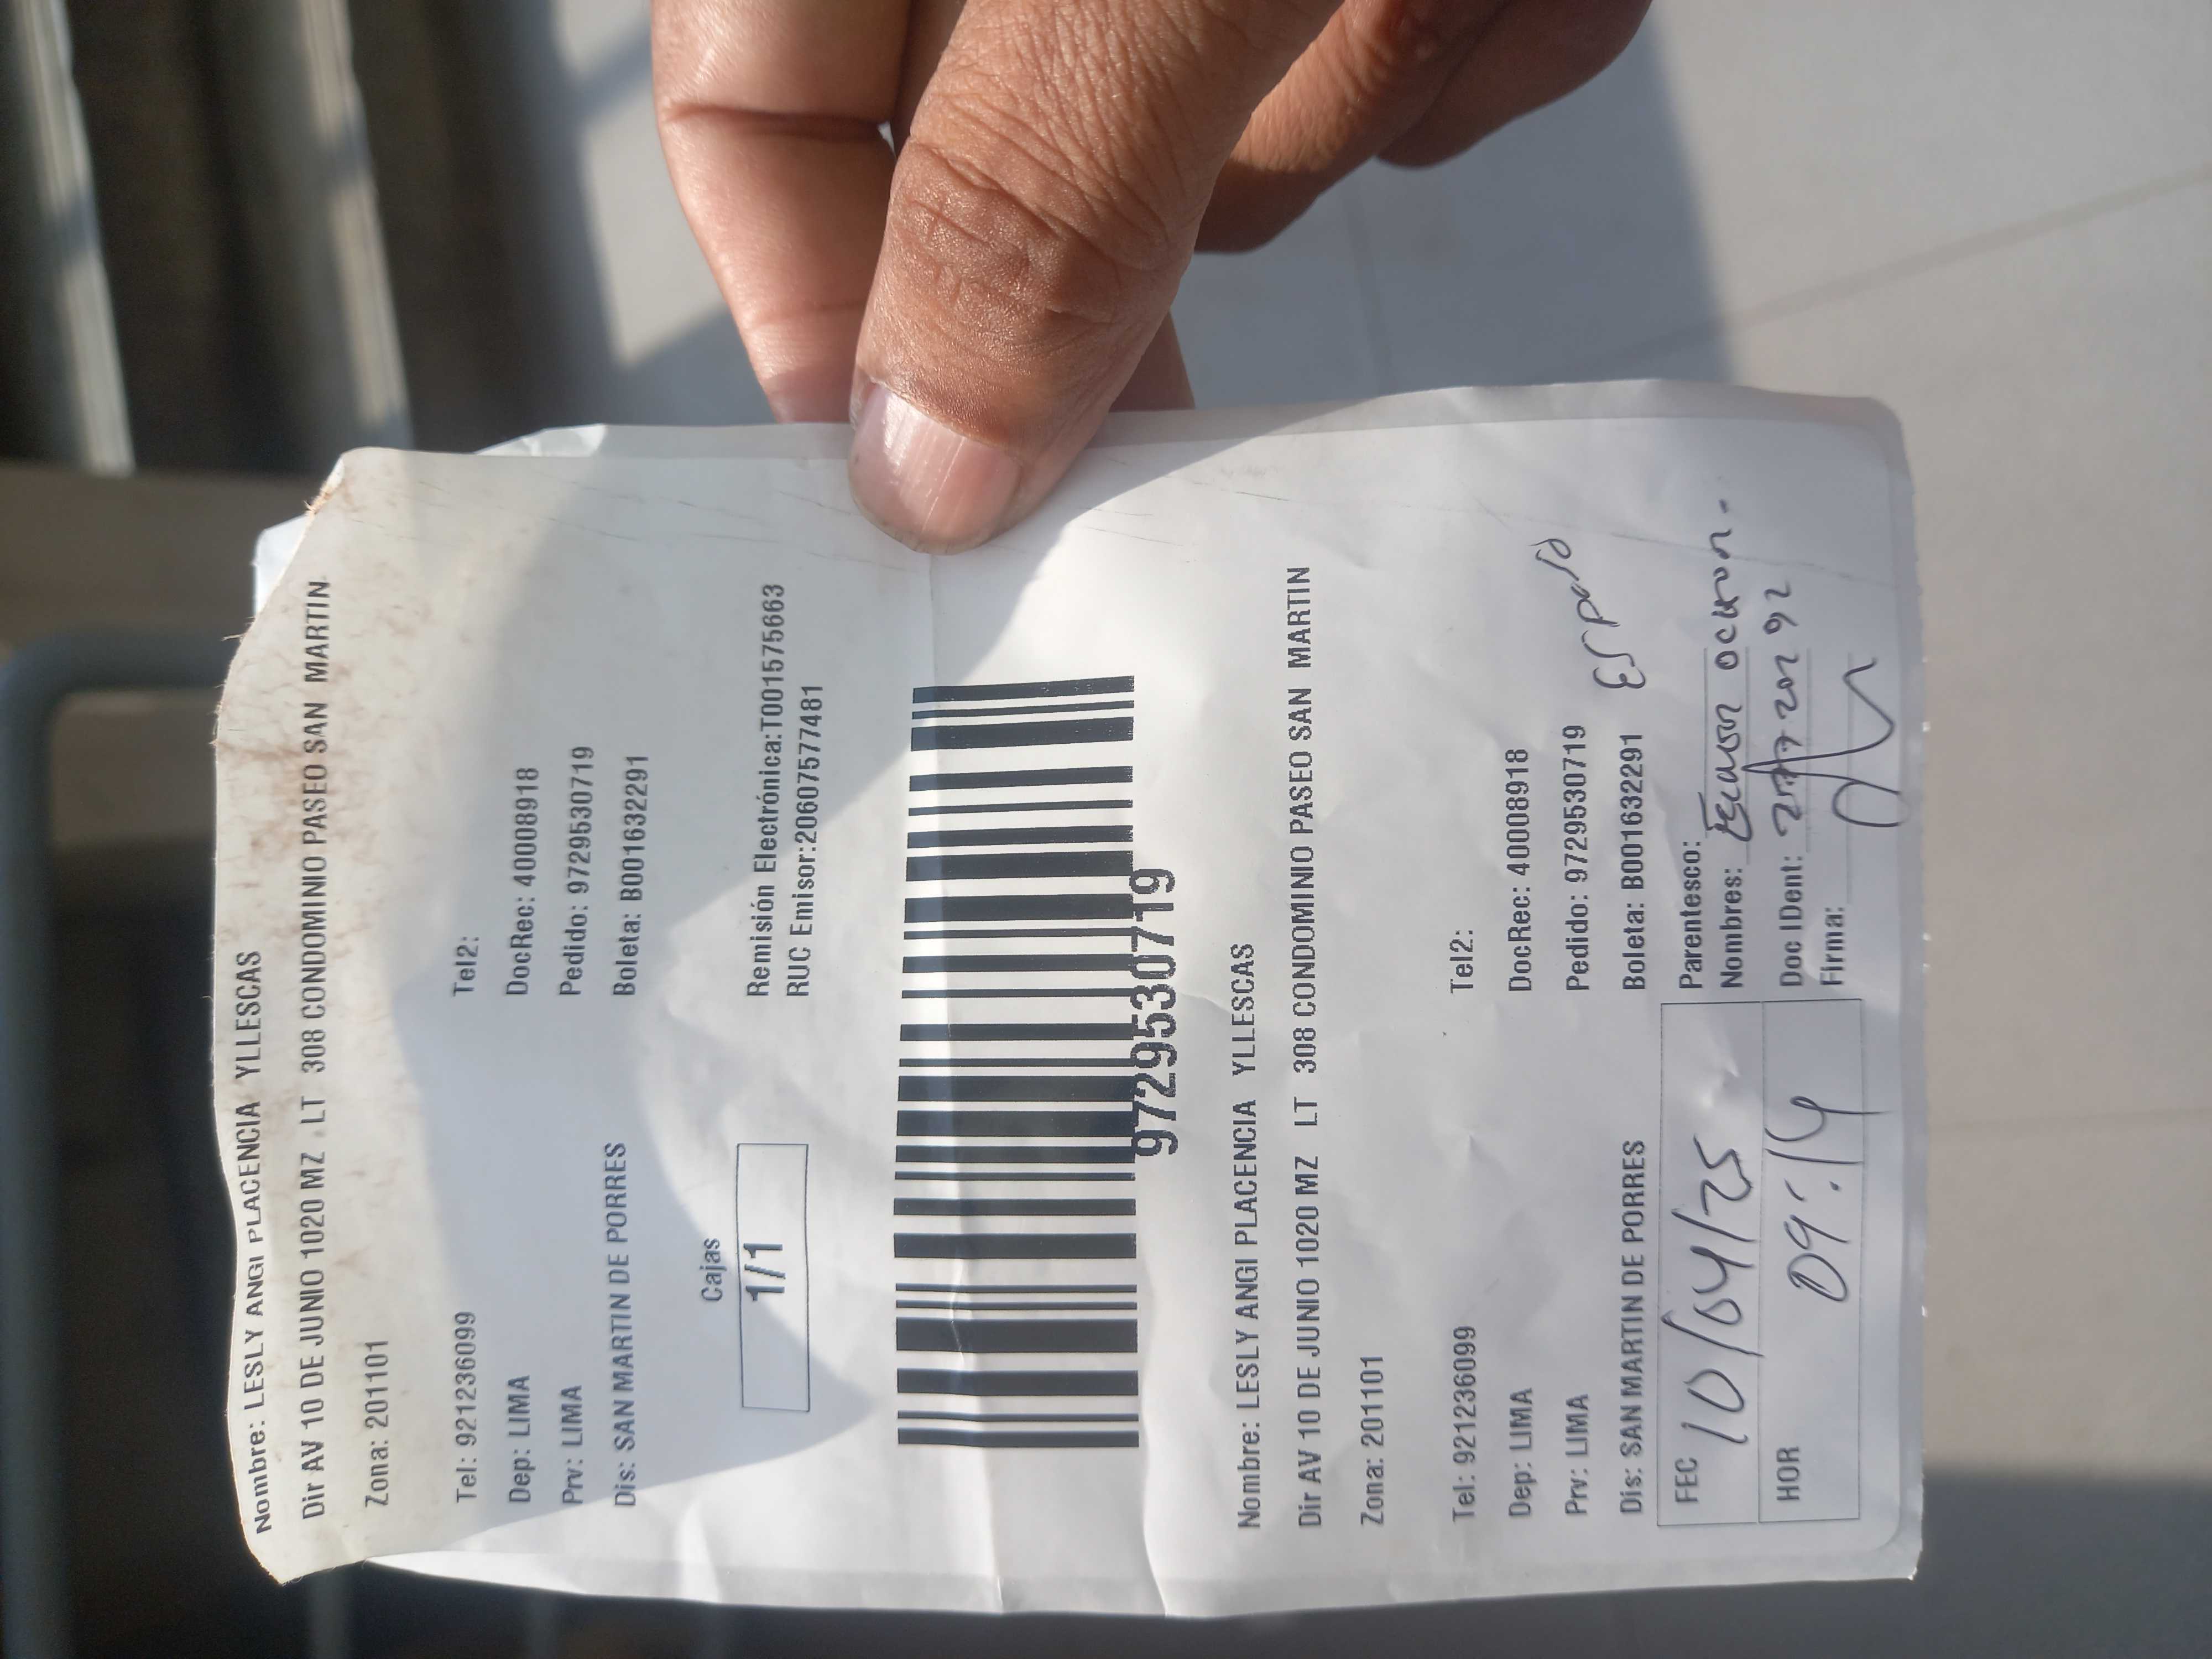 Nombre: LESLY ANGI PLACENCIA YLLESCAS
Dir AV 10 DE JUNIO 1020 MZ . LT 308 CONDOMINIO PASEO SAN MARTIN
Zona: 201101
Tel: 921236099 Tel2:
Dep: LIMA DocRec: 40008918
Prv: LIMA Pedido: 9729530719
Dis: SAN MARTIN DE PORRES Boleta: B001632291
Cajas
1/1
Remisión Electrónica:T001575663
RUC Emisor:20607577481
9729530719
Nombre: LESLY ANGI PLACENCIA YLLESCAS
Dir AV 10 DE JUNIO 1020 MZ LT 308 CONDOMINIO PASEO SAN MARTIN
Zona: 201101
Tel: 921236099 Tel2:
Dep: LIMA DocRec: 40008918
Prv: LIMA Pedido: 9729530719
Dis: SAN MARTIN DE PORRES Boleta: B001632291
Esposo
FEC 10/04/25 Parentesco:
Nombres:
HOR 09:14 Doc IDent:
Firma: